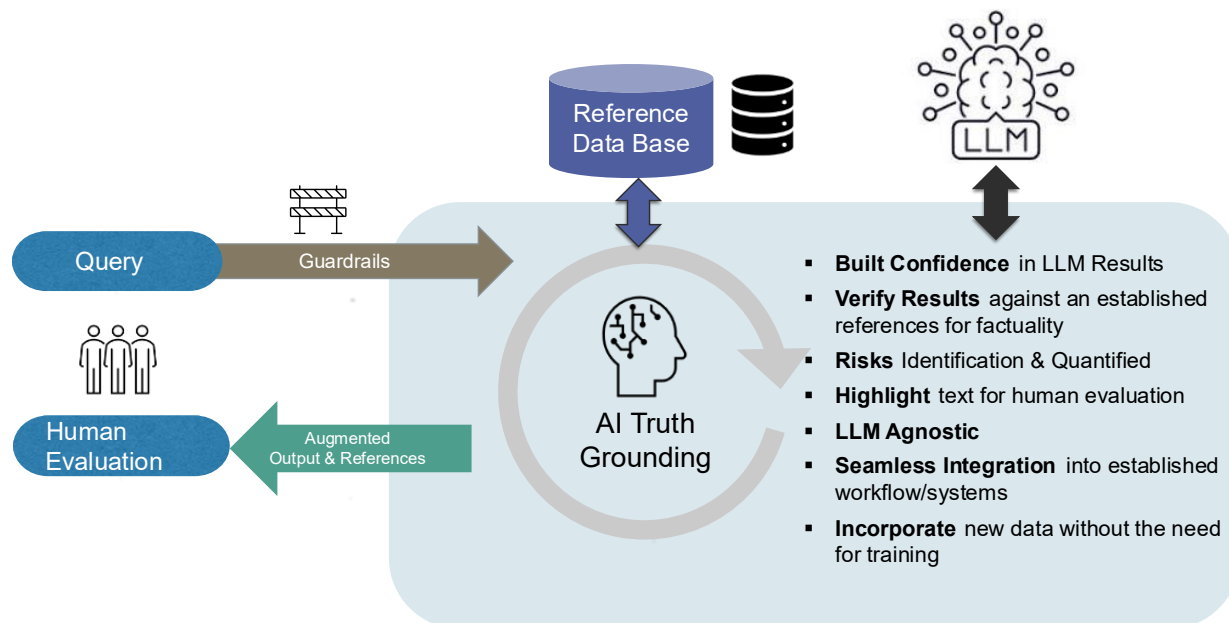 Reference
Data Base
LLM
Query
Guardrails
Human
Evaluation
Augmented
Output & References
AI Truth
Grounding
▪ Built Confidence in LLM Results
▪ Verify Results against an established
references for factuality
▪ Risks Identification & Quantified
▪ Highlight text for human evaluation
▪ LLM Agnostic
▪ Seamless Integration into established
workflow/systems
▪ Incorporate new data without the need
for training